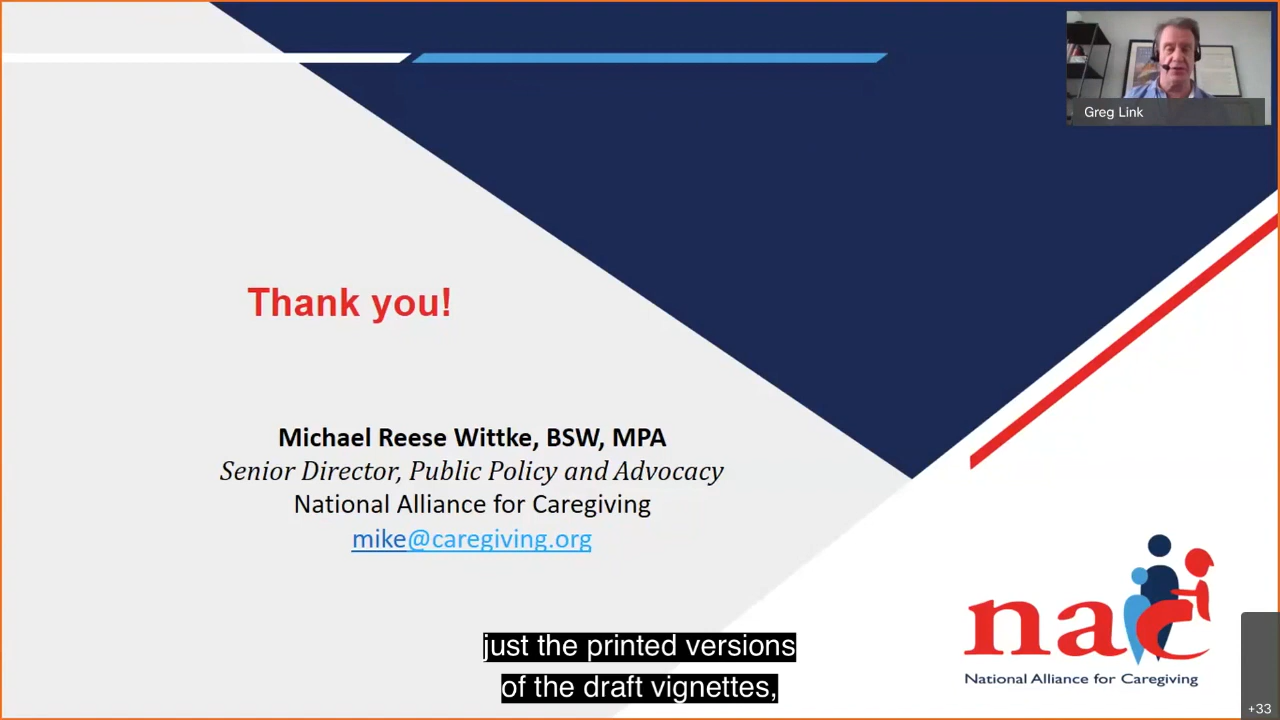 Greg Link
Thank you!
Michael Reese Wittke, BSW, MPA
Senior Director, Public Policy and Advocacy
National Alliance for Caregiving
mike@caregiving.org
nac
National Alliance for Caregiving
just the printed versions
of the draft vignettes,
+33